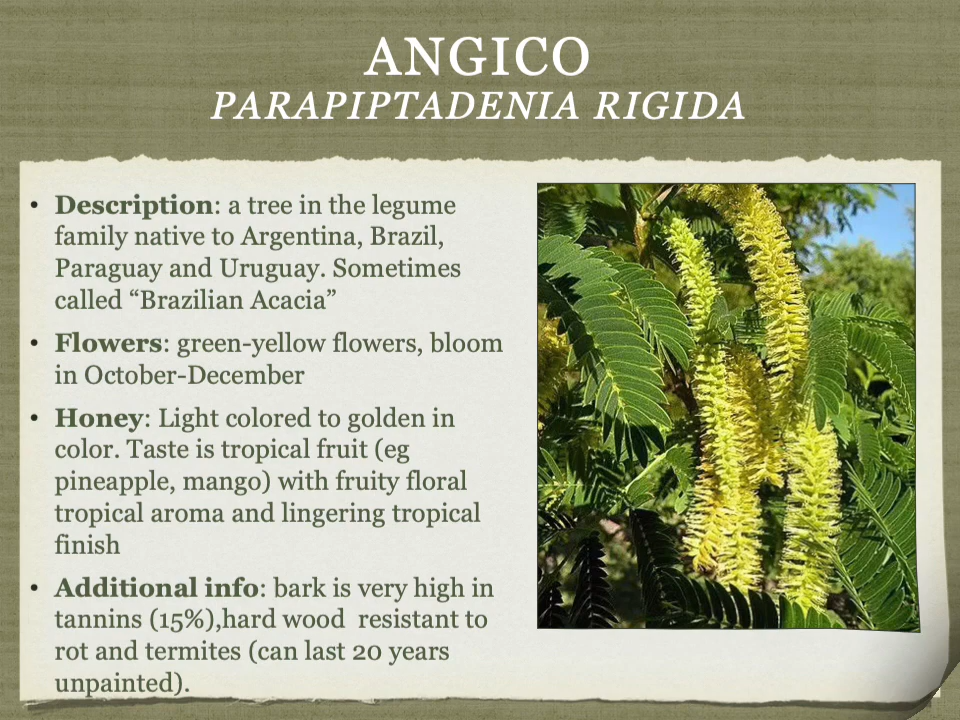 ANGICO
PARAPIPTADENIA RIGIDA
• Description: a tree in the legume
family native to Argentina, Brazil,
Paraguay and Uruguay. Sometimes
called “Brazilian Acacia”
• Flowers: green-yellow flowers, bloom
in October-December
• Honey: Light colored to golden in
color. Taste is tropical fruit (eg
pineapple, mango) with fruity floral
tropical aroma and lingering tropical
finish
• Additional info: bark is very high in
tannins (15%),hard wood  resistant to
rot and termites (can last 20 years
unpainted).